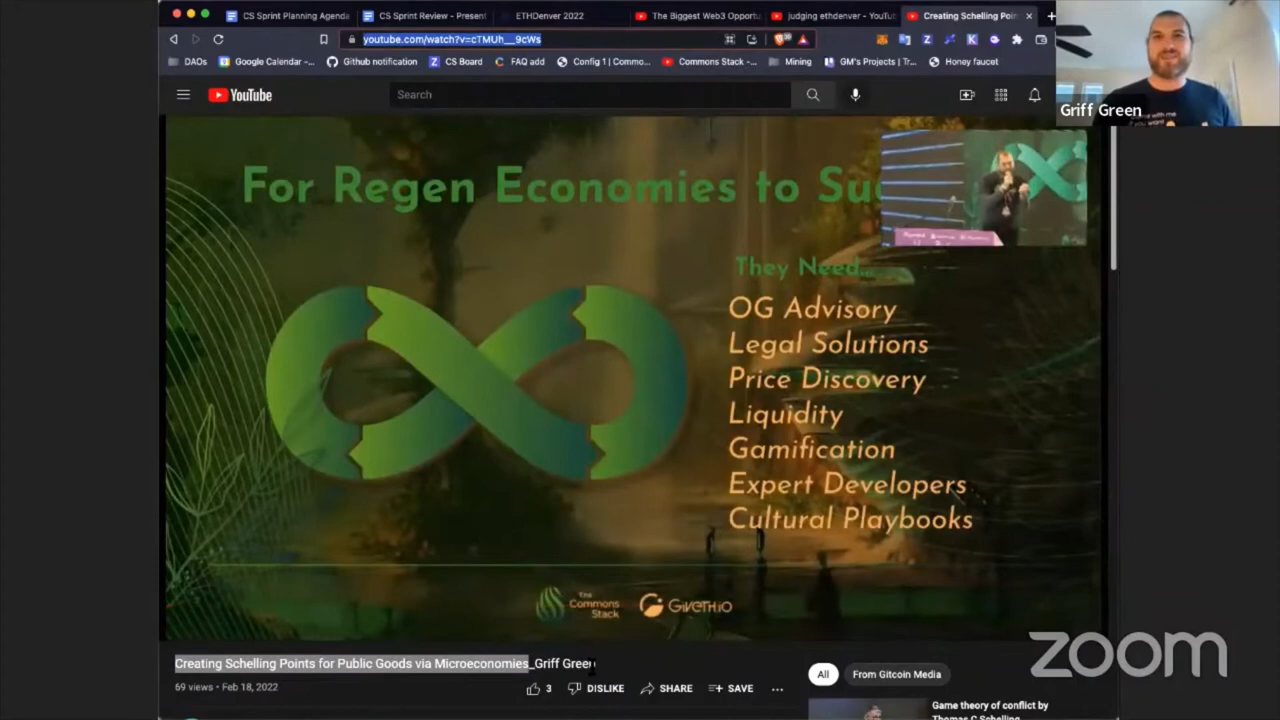 CS Sprint Planning Agenda
CS Sprint Review - Present
ETHDenver 2022
The Biggest Web3 Opportu
judging ethdenver - YouTu
Creating Schelling Poin
youtube.com/watch?v=cTMUh__9cWs
DAOs
Google Calendar -...
Github notification
CS Board
FAQ add
Config 1 | Commo...
Commons Stack -...
Mining
GM's Projects | Tr...
Honey faucet
Griff Green
YouTube
Search
For Regen Economies to Su
They Need...
OG Advisory
Legal Solutions
Price Discovery
Liquidity
Gamification
Expert Developers
Cultural Playbooks
The
Commons
Stack
GIVETH.IO
zoom
Creating Schelling Points for Public Goods via Microeconomies_Griff Green
69 views • Feb 18, 2022
3
DISLIKE
SHARE
SAVE
All
From Gitcoin Media
Game theory of conflict by
Thomas C Schelling